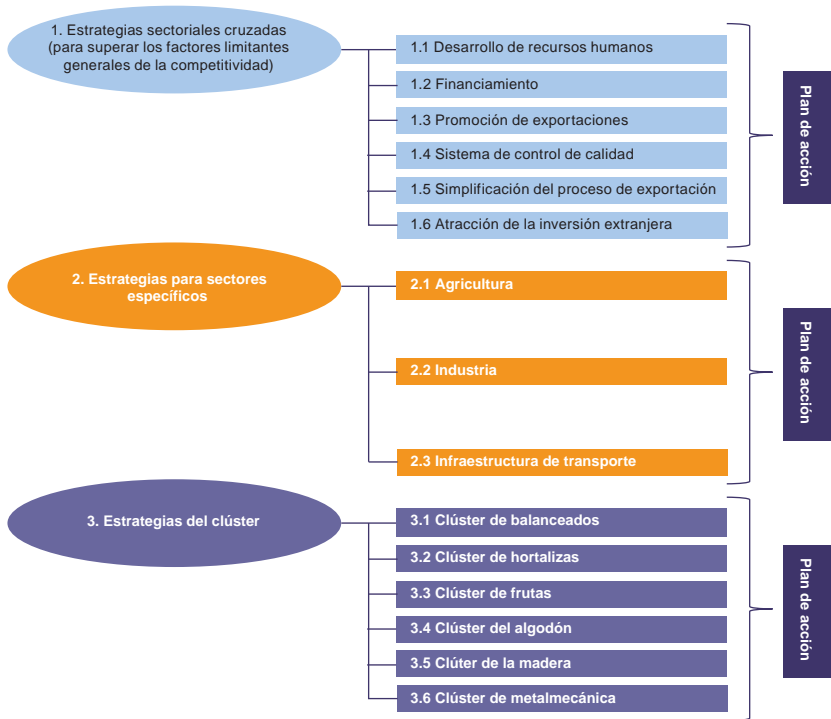 1. Estrategias sectoriales cruzadas
(para superar los factores limitantes
generales de la competitividad)
1.1 Desarrollo de recursos humanos
1.2 Financiamiento
1.3 Promoción de exportaciones
1.4 Sistema de control de calidad
1.5 Simplificación del proceso de exportación
1.6 Atracción de la inversión extranjera
Plan de acción
2. Estrategias para sectores
específicos
2.1 Agricultura
2.2 Industria
2.3 Infraestructura de transporte
Plan de acción
3. Estrategias del clúster
3.1 Clúster de balanceados
3.2 Clúster de hortalizas
3.3 Clúster de frutas
3.4 Clúster del algodón
3.5 Clúter de la madera
3.6 Clúster de metalmecánica
Plan de acción